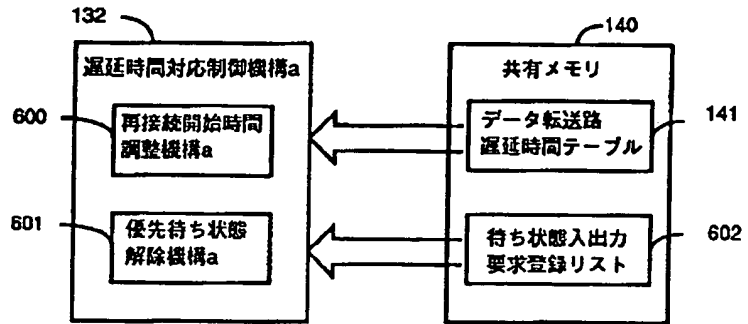 132
140
遅延時間対応制御機構a
共有メモリ
600
再接続開始時間
調整機構a
データ転送路
遅延時間テーブル
141
601
優先待ち状態
解除機構a
待ち状態入出力
要求登録リスト
602